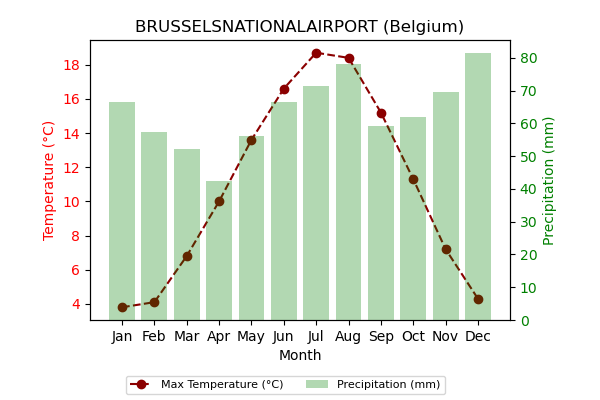 BRUSSELSNATIONALAIRPORT (Belgium)
Temperature (°C)
18
16
14
12
10
8
6
4
80
70
60
50
40
30
20
10
0
Precipitation (mm)
Jan Feb Mar Apr May Jun Jul Aug Sep Oct Nov Dec
Month
Max Temperature (°C) Precipitation (mm)